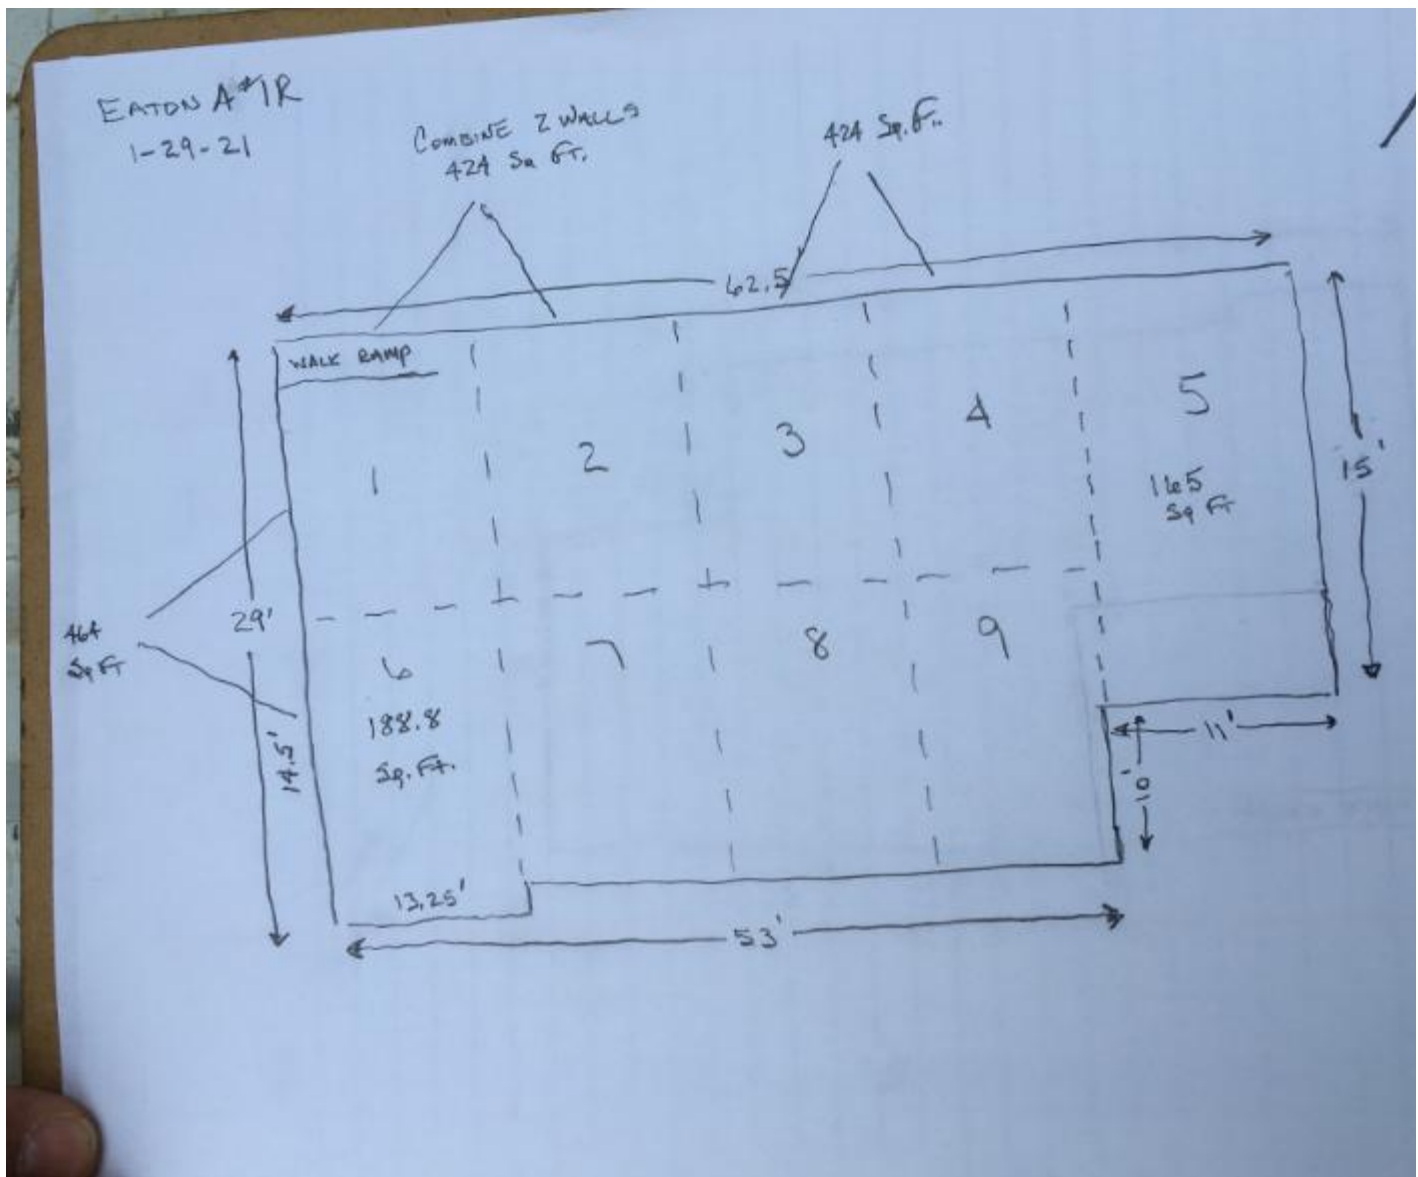 EATON A#1R
1-29-21
COMBINE 2 WALLS
424 Sq FT.
424 Sq. Ft.
62.5
WALK RAMP
1
2
3
4
5
165
Sq FT
15'
29'
464
Sq FT
6
188.8
Sq. Ft.
7
8
9
14.5'
11'
10'
13.25'
53'